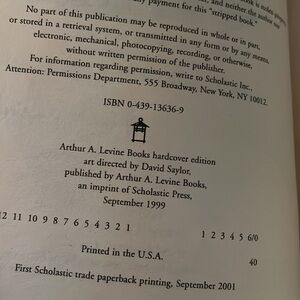 payment for this "stripped book."
No part of this publication may be reproduced in whole or in part,
or stored in a retrieval system, or transmitted in any form or by any means,
electronic, mechanical, photocopying, recording, or otherwise,
without written permission of the publisher.
For information regarding permission, write to Scholastic Inc.,
Attention: Permissions Department, 555 Broadway, New York, NY 10012.
ISBN 0-439-13636-9
Arthur A. Levine Books hardcover edition
art directed by David Saylor,
published by Arthur A. Levine Books,
an imprint of Scholastic Press,
September 1999
12 11 10 9 8 7 6 5 4 3 2 1 1 2 3 4 5 6/0
Printed in the U.S.A. 40
First Scholastic trade paperback printing, September 2001